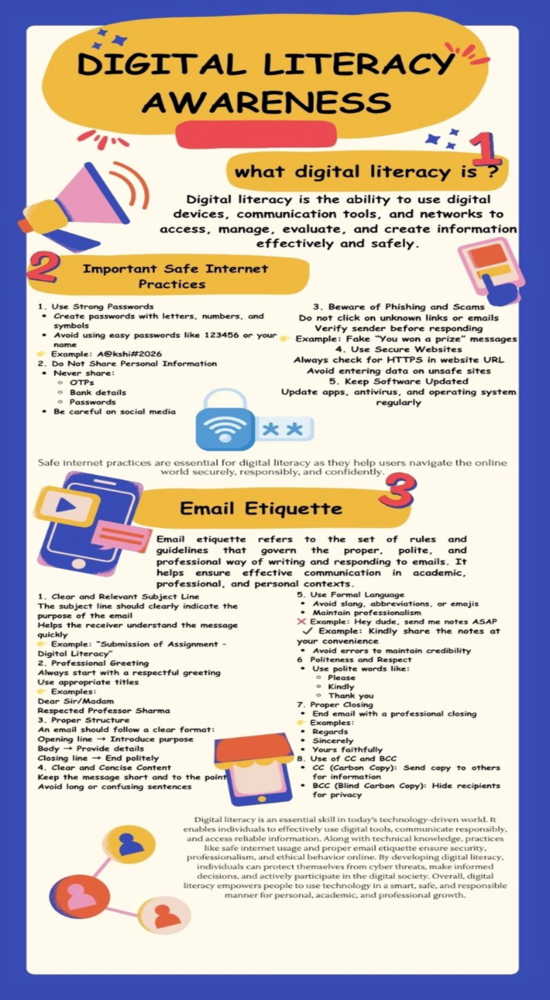 DIGITAL LITERACY
AWARENESS
1
what digital literacy is ?
Digital literacy is the ability to use digital
devices, communication tools, and networks to
access, manage, evaluate, and create information
effectively and safely.
2
Important Safe Internet
Practices
1. Use Strong Passwords
• Create passwords with letters, numbers, and
symbols
• Avoid using easy passwords like 123456 or your
name
👉 Example: A@kshi#2026
2. Do Not Share Personal Information
• Never share:
○ OTPs
○ Bank details
○ Passwords
• Be careful on social media
3. Beware of Phishing and Scams
Do not click on unknown links or emails
Verify sender before responding
👉 Example: Fake “You won a prize” messages
4. Use Secure Websites
Always check for HTTPS in website URL
Avoid entering data on unsafe sites
5. Keep Software Updated
Update apps, antivirus, and operating system
regularly
**
Safe internet practices are essential for digital literacy as they help users navigate the online
world securely, responsibly, and confidently.
3
Email Etiquette
Email etiquette refers to the set of rules and
guidelines that govern the proper, polite, and
professional way of writing and responding to emails. It
helps ensure effective communication in academic,
professional, and personal contexts.
1. Clear and Relevant Subject Line
The subject line should clearly indicate the
purpose of the email
Helps the receiver understand the message
quickly
👉 Example: “Submission of Assignment –
Digital Literacy”
2. Professional Greeting
Always start with a respectful greeting
Use appropriate titles
👉 Examples:
Dear Sir/Madam
Respected Professor Sharma
3. Proper Structure
An email should follow a clear format:
Opening line → Introduce purpose
Body → Provide details
Closing line → End politely
4. Clear and Concise Content
Keep the message short and to the point
Avoid long or confusing sentences
5. Use Formal Language
• Avoid slang, abbreviations, or emojis
• Maintain professionalism
❌ Example: Hey dude, send me notes ASAP
✓ Example: Kindly share the notes at
your convenience
• Avoid errors to maintain credibility
6 Politeness and Respect
• Use polite words like:
○ Please
○ Kindly
○ Thank you
7. Proper Closing
• End email with a professional closing
👉 Examples:
• Regards
• Sincerely
• Yours faithfully
8. Use of CC and BCC
• CC (Carbon Copy): Send copy to others
for information
• BCC (Blind Carbon Copy): Hide recipients
for privacy
Digital literacy is an essential skill in today’s technology-driven world. It
enables individuals to effectively use digital tools, communicate responsibly,
and access reliable information. Along with technical knowledge, practices
like safe internet usage and proper email etiquette ensure security,
professionalism, and ethical behavior online. By developing digital literacy,
individuals can protect themselves from cyber threats, make informed
decisions, and actively participate in the digital society. Overall, digital
literacy empowers people to use technology in a smart, safe, and responsible
manner for personal, academic, and professional growth.